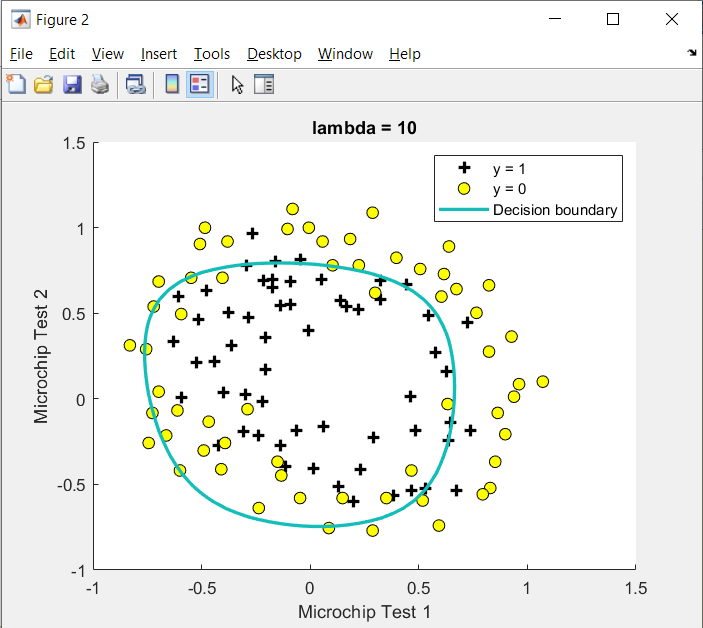 Figure 2
File Edit View Insert Tools Desktop Window Help
lambda = 10
1.5
1
0.5
0
-0.5
-1
Microchip Test 2
y = 1
y = 0
Decision boundary
-1 -0.5 0 0.5 1 1.5
Microchip Test 1